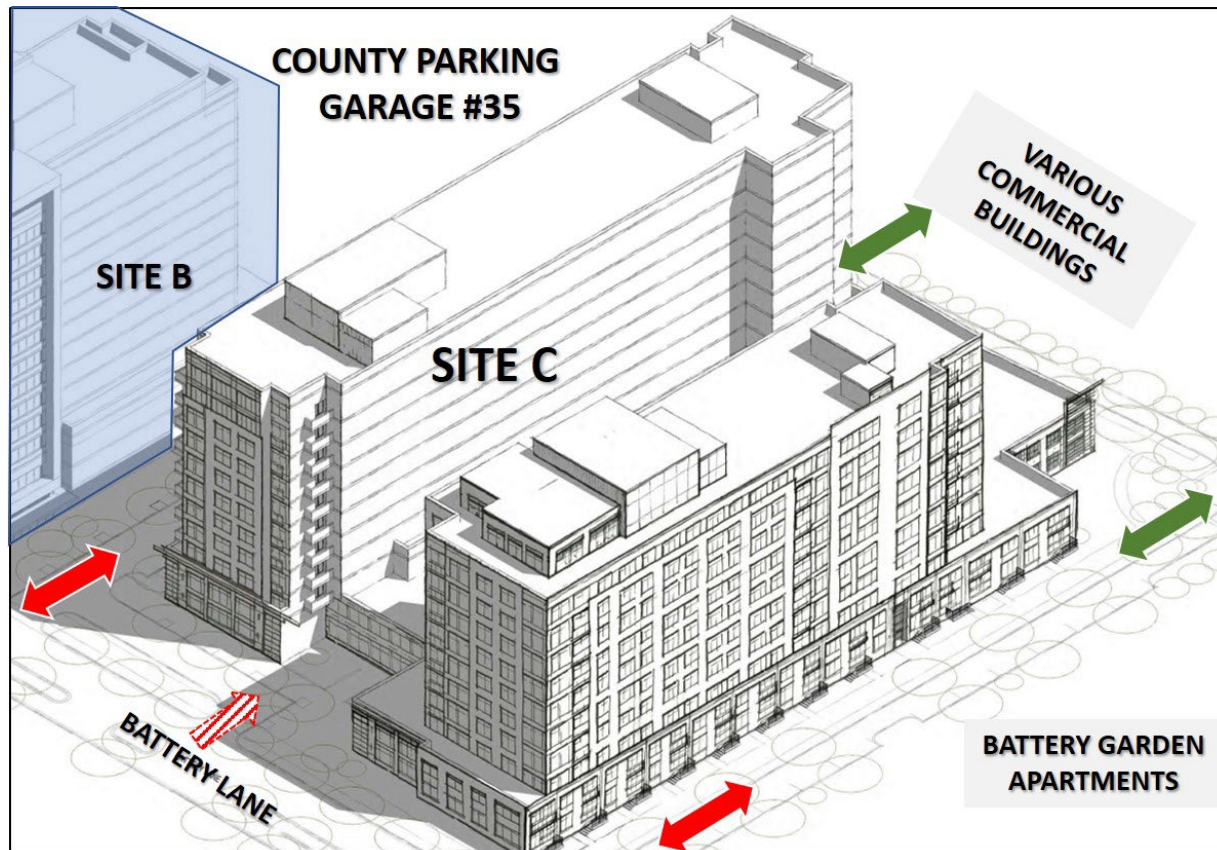 COUNTY PARKING
GARAGE #35
VARIOUS
COMMERCIAL
BUILDINGS
SITE B
SITE C
BATTERY LANE
BATTERY GARDEN
APARTMENTS